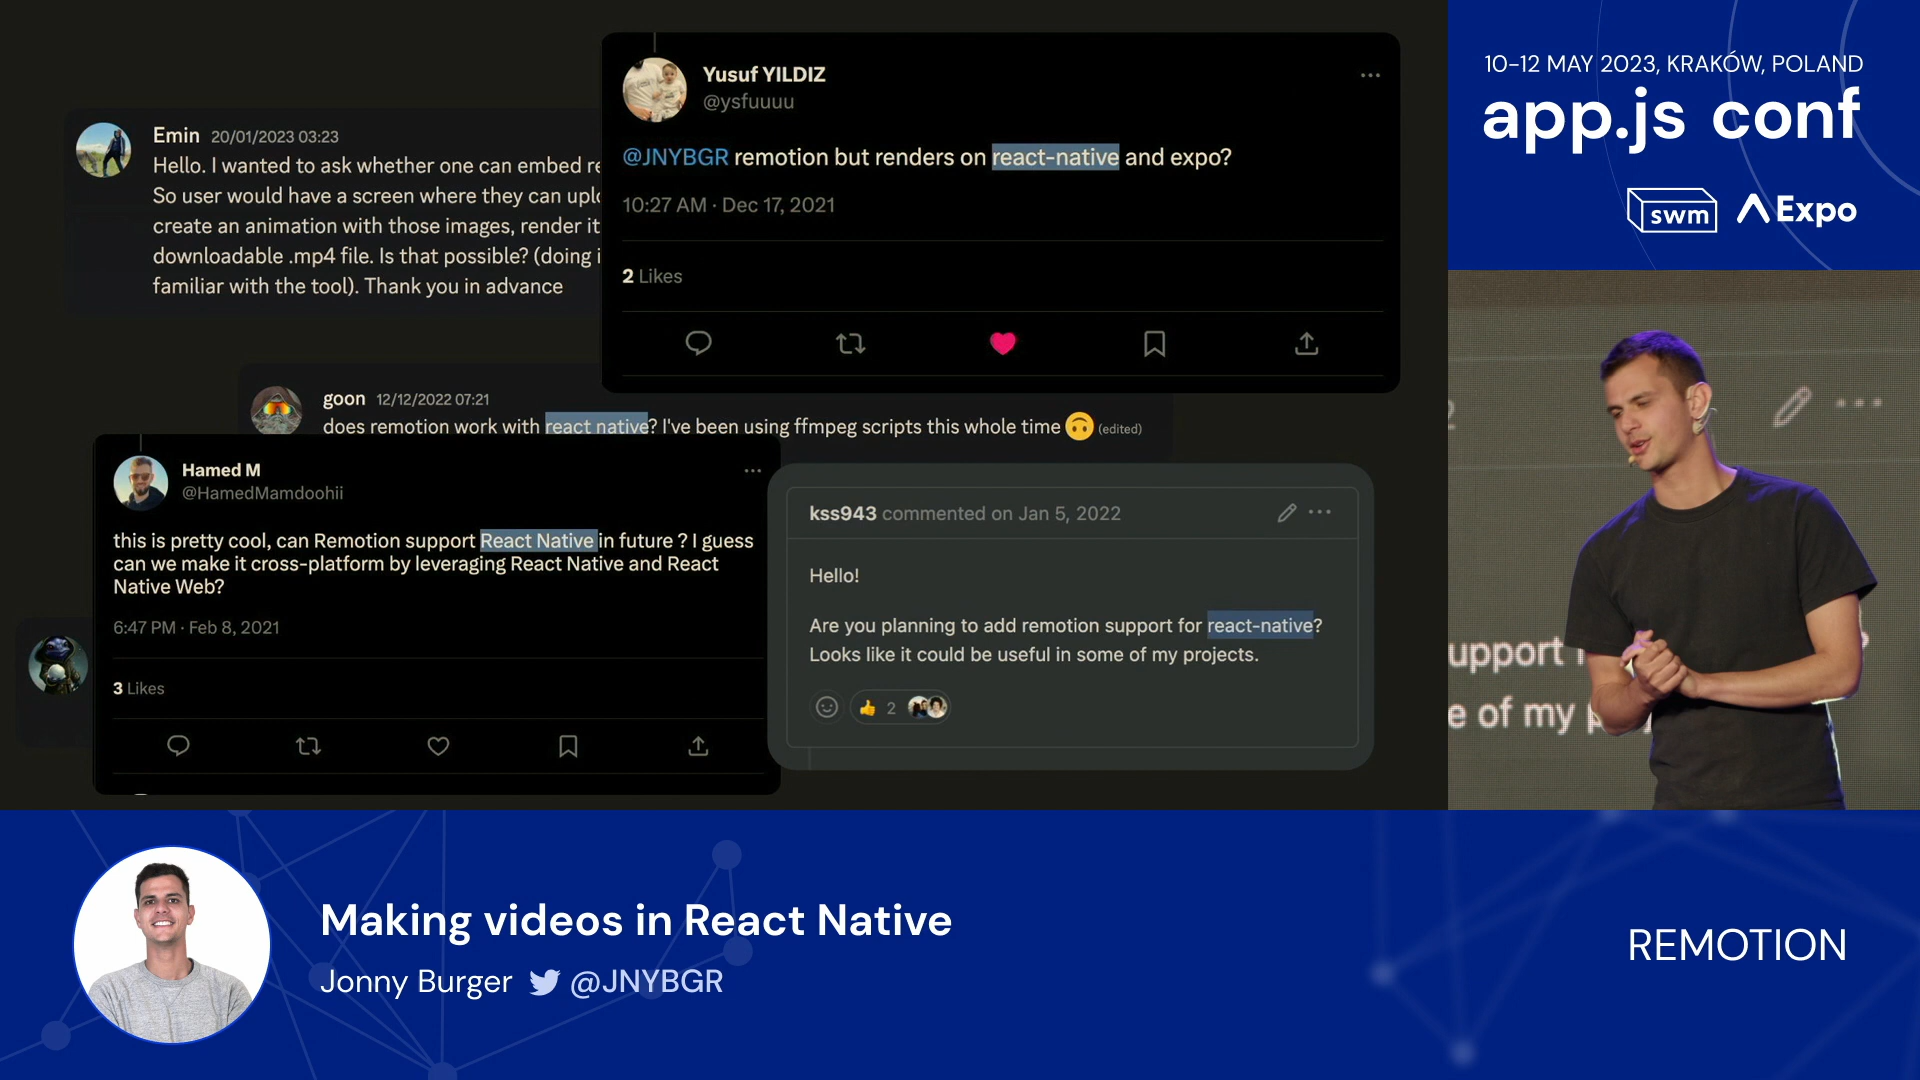 Emin 20/01/2023 03:23
Hello. I wanted to ask whether one can embed re
So user would have a screen where they can uplo
create an animation with those images, render it
downloadable .mp4 file. Is that possible? (doing i
familiar with the tool). Thank you in advance
Yusuf YILDIZ
@ysfuuuu
@JNYBGR remotion but renders on react-native and expo?
10:27 AM · Dec 17, 2021
2 Likes
goon 12/12/2022 07:21
does remotion work with react native? I've been using ffmpeg scripts this whole time 🙃 (edited)
Hamed M
@HamedMamdoohii
this is pretty cool, can Remotion support React Native in future ? I guess
can we make it cross-platform by leveraging React Native and React
Native Web?
6:47 PM · Feb 8, 2021
3 Likes
kss943 commented on Jan 5, 2022
Hello!
Are you planning to add remotion support for react-native?
Looks like it could be useful in some of my projects.
👍 2
10-12 MAY 2023, KRAKÓW, POLAND
app.js conf
swm Expo
upport
e of my p
Making videos in React Native
Jonny Burger @JNYBGR
REMOTION